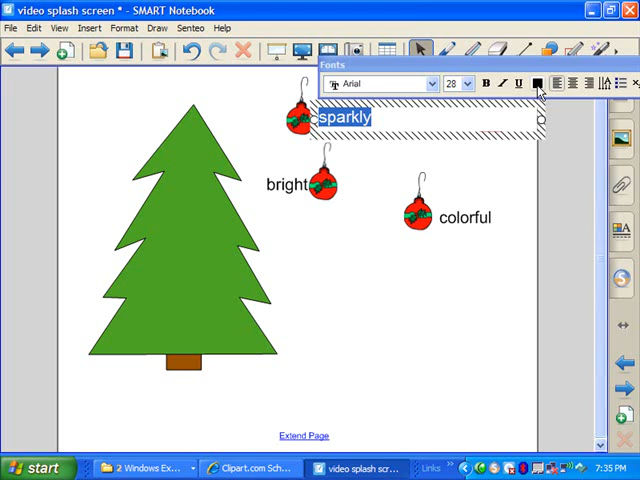 video splash screen * - SMART Notebook
File Edit View Insert Format Draw Senteo Help
Fonts
Arial 28 B I U
sparkly
bright
colorful
Extend Page
start 2 Windows Ex... Clipart.com Sch... video splash scr... Links 7:35 PM